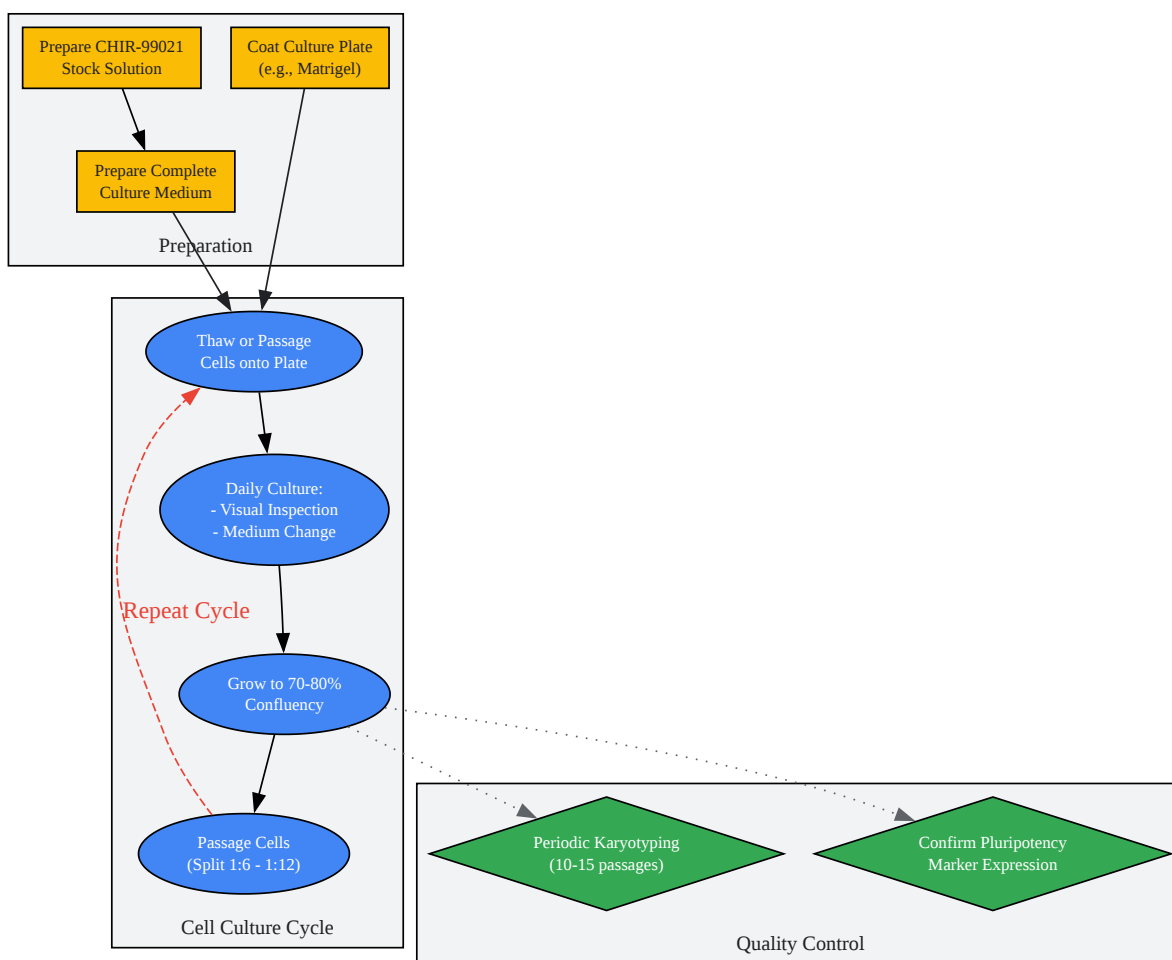 Prepare CHIR-99021
Stock Solution
Coat Culture Plate
(e.g., Matrigel)
Prepare Complete
Culture Medium
Preparation
Thaw or Passage
Cells onto Plate
Daily Culture:
- Visual Inspection
- Medium Change
Repeat Cycle
Grow to 70-80%
Confluency
Passage Cells
(Split 1:6 - 1:12)
Cell Culture Cycle
Periodic Karyotyping
(10-15 passages)
Confirm Pluripotency
Marker Expression
Quality Control